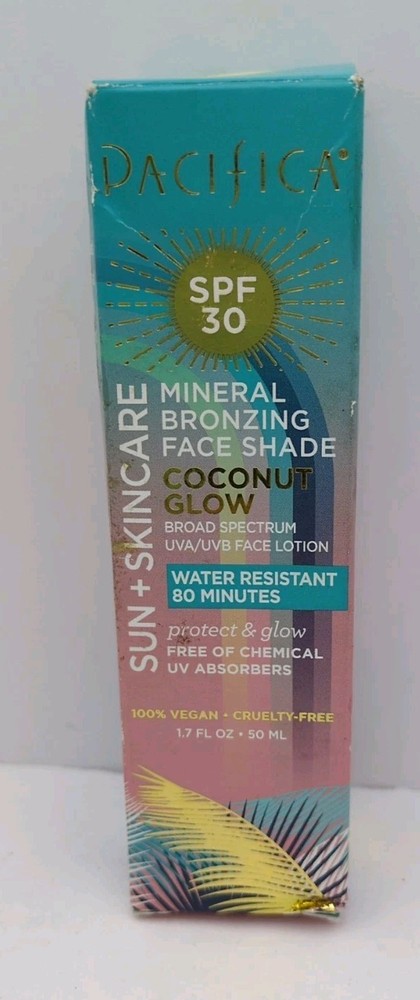 PACIFICA®
SPF
30
SUN + SKINCARE
MINERAL
BRONZING
FACE SHADE
COCONUT
GLOW
BROAD SPECTRUM
UVA/UVB FACE LOTION
WATER RESISTANT
80 MINUTES
protect & glow
FREE OF CHEMICAL
UV ABSORBERS
100% VEGAN • CRUELTY-FREE
1.7 FL OZ • 50 ML